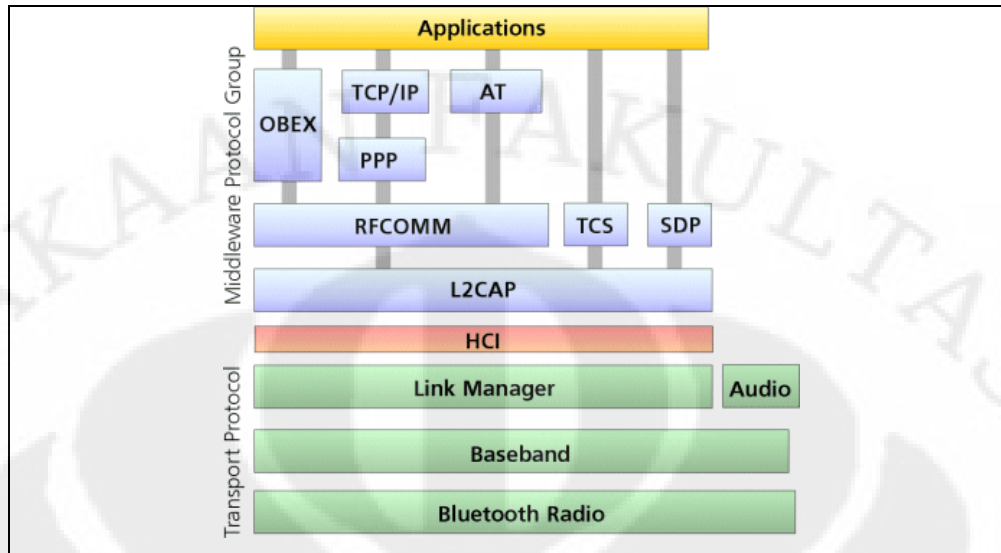 Applications
Middleware Protocol Group
OBEX
TCP/IP
AT
PPP
RFCOMM
TCS
SDP
L2CAP
HCI
Transport Protocol
Link Manager
Audio
Baseband
Bluetooth Radio